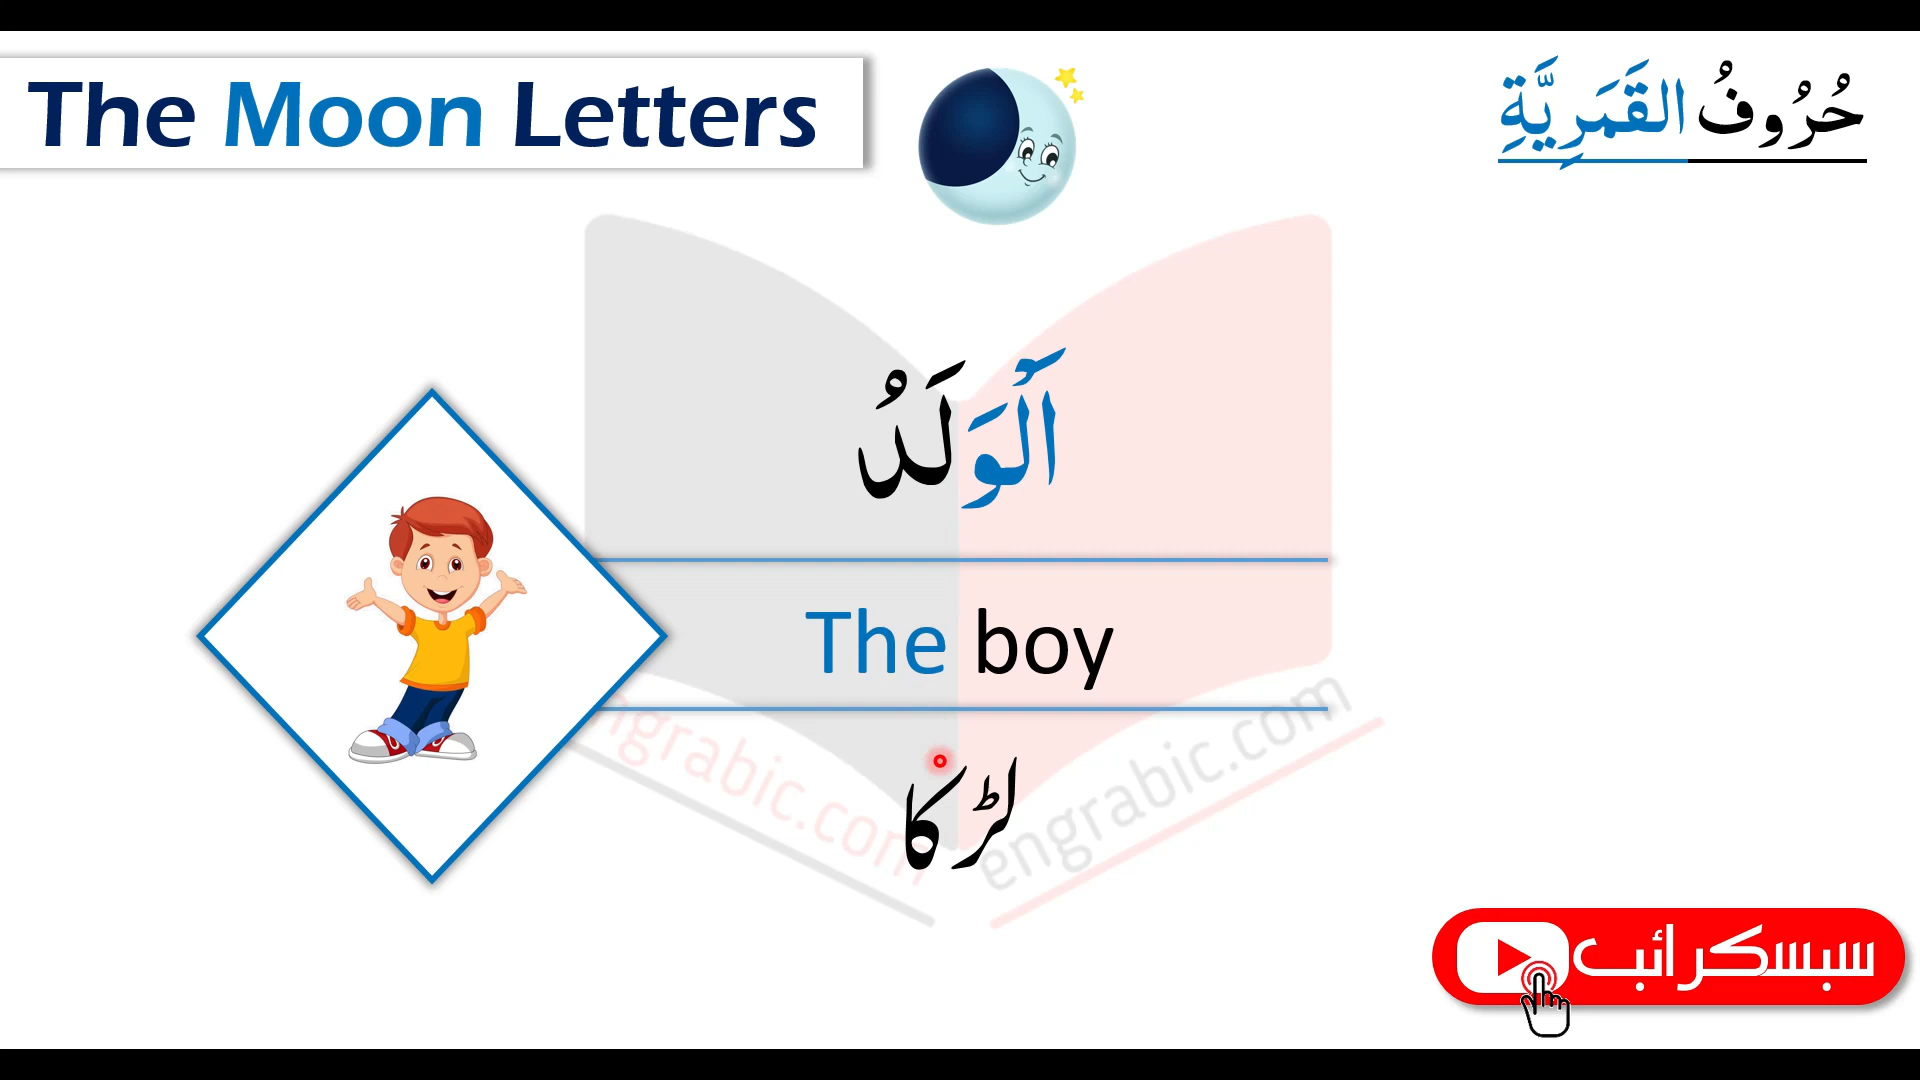 The Moon Letters
حُرُوفُ القَمَرِيَّةِ
اَلْوَلَدُ
The boy
لڑکا
engrabic.com
engrabic.com
سبسکرائب